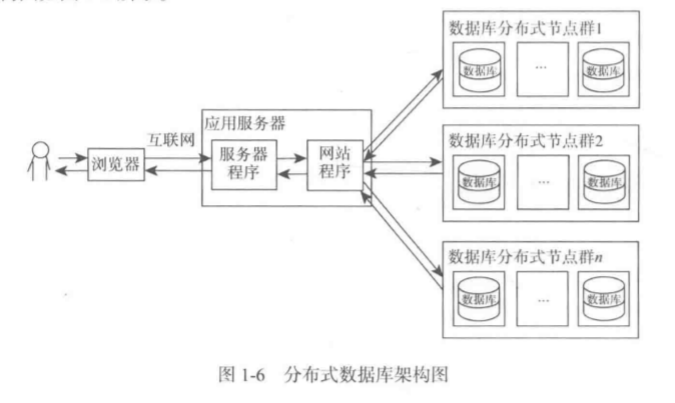 数据库分布式节点群1
数据库
...
数据库
互联网
应用服务器
浏览器
服务器
程序
网站
程序
数据库分布式节点群2
数据库
...
数据库
数据库分布式节点群n
数据库
...
数据库
图 1-6 分布式数据库架构图